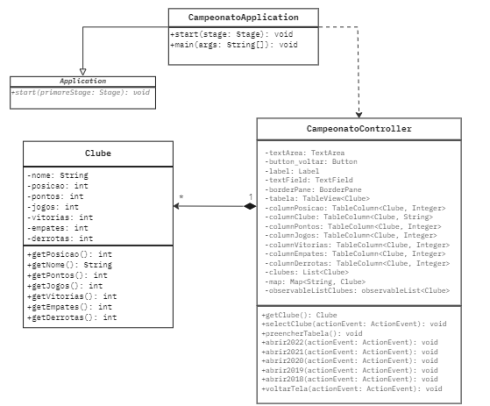 CampeonatoApplication
+start(stage: Stage): void
+main(args: String[]): void
Application
+start(primareStage: Stage): void
Clube
-nome: String
-posicao: int
-pontos: int
-jogos: int
-vitorias: int
-empates: int
-derrotas: int
+getPosicao(): int
+getNome(): String
+getPontos(): int
+getJogos(): int
+getVitorias(): int
+getEmpates(): int
+getDerrotas(): int
*
1
CampeonatoController
-textArea: TextArea
-button_voltar: Button
-label: Label
-textField: TextField
-borderPane: BorderPane
-tabela: TableView<Clube>
-columnPosicao: TableColumn<Clube, Integer>
-columnClube: TableColumn<Clube, String>
-columnPontos: TableColumn<Clube, Integer>
-columnJogos: TableColumn<Clube, Integer>
-columnVitorias: TableColumn<Clube, Integer>
-columnEmpates: TableColumn<Clube, Integer>
-columnDerrotas: TableColumn<Clube, Integer>
-clubes: List<Clube>
-map: Map<String, Clube>
-observableListClubes: observableList<Clube>
+getClube(): Clube
+selectClube(actionEvent: ActionEvent): void
+preencherTabela(): void
+abrir2022(actionEvent: ActionEvent): void
+abrir2021(actionEvent: ActionEvent): void
+abrir2020(actionEvent: ActionEvent): void
+abrir2019(actionEvent: ActionEvent): void
+abrir2018(actionEvent: ActionEvent): void
+voltarTela(actionEvent: ActionEvent): void